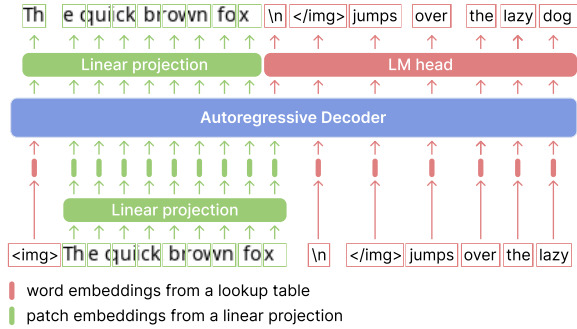 The quick brown fox \n </img> jumps over the lazy dog
Linear projection LM head
Autoregressive Decoder
Linear projection
<img> The quick brown fox \n </img> jumps over the lazy
word embeddings from a lookup table
patch embeddings from a linear projection